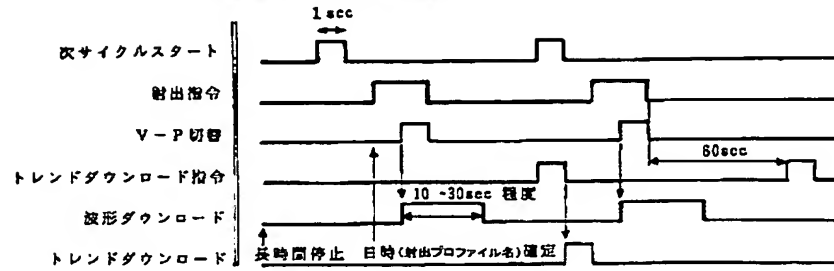 1sec
次サイクルスタート
射出指令
V-P切替
60sec
トレンドダウンロード指令
10 ~30sec 程度
波形ダウンロード
長時間停止 日時(射出プロファイル名)確定
トレンドダウンロード